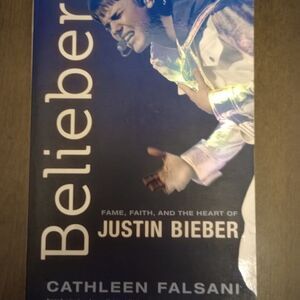 Belieber
FAME, FAITH, AND THE HEART OF
JUSTIN BIEBER
CATHLEEN FALSANI